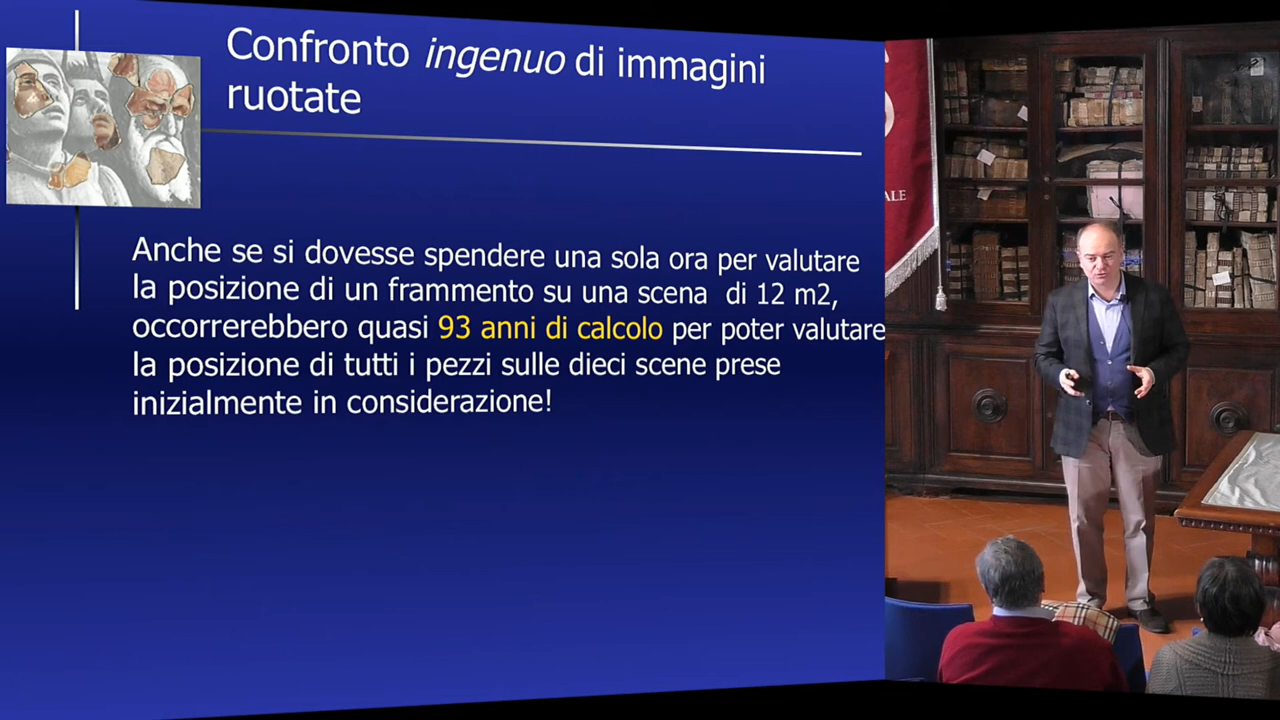 Confronto ingenuo di immagini
ruotate
Anche se si dovesse spendere una sola ora per valutare
la posizione di un frammento su una scena di 12 m2,
occorrerebbero quasi 93 anni di calcolo per poter valutare
la posizione di tutti i pezzi sulle dieci scene prese
inizialmente in considerazione!
ALE